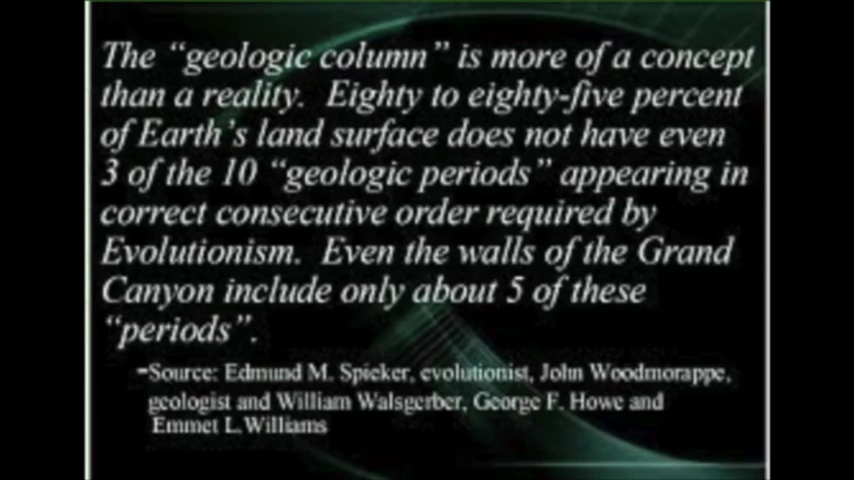 The “geologic column” is more of a concept
than a reality. Eighty to eighty-five percent
of Earth's land surface does not have even
3 of the 10 “geologic periods” appearing in
correct consecutive order required by
Evolutionism. Even the walls of the Grand
Canyon include only about 5 of these
“periods”.
-Source: Edmund M. Spieker, evolutionist, John Woodmorappe,
geologist and William Walsgerber, George F. Howe and
Emmet L.Williams